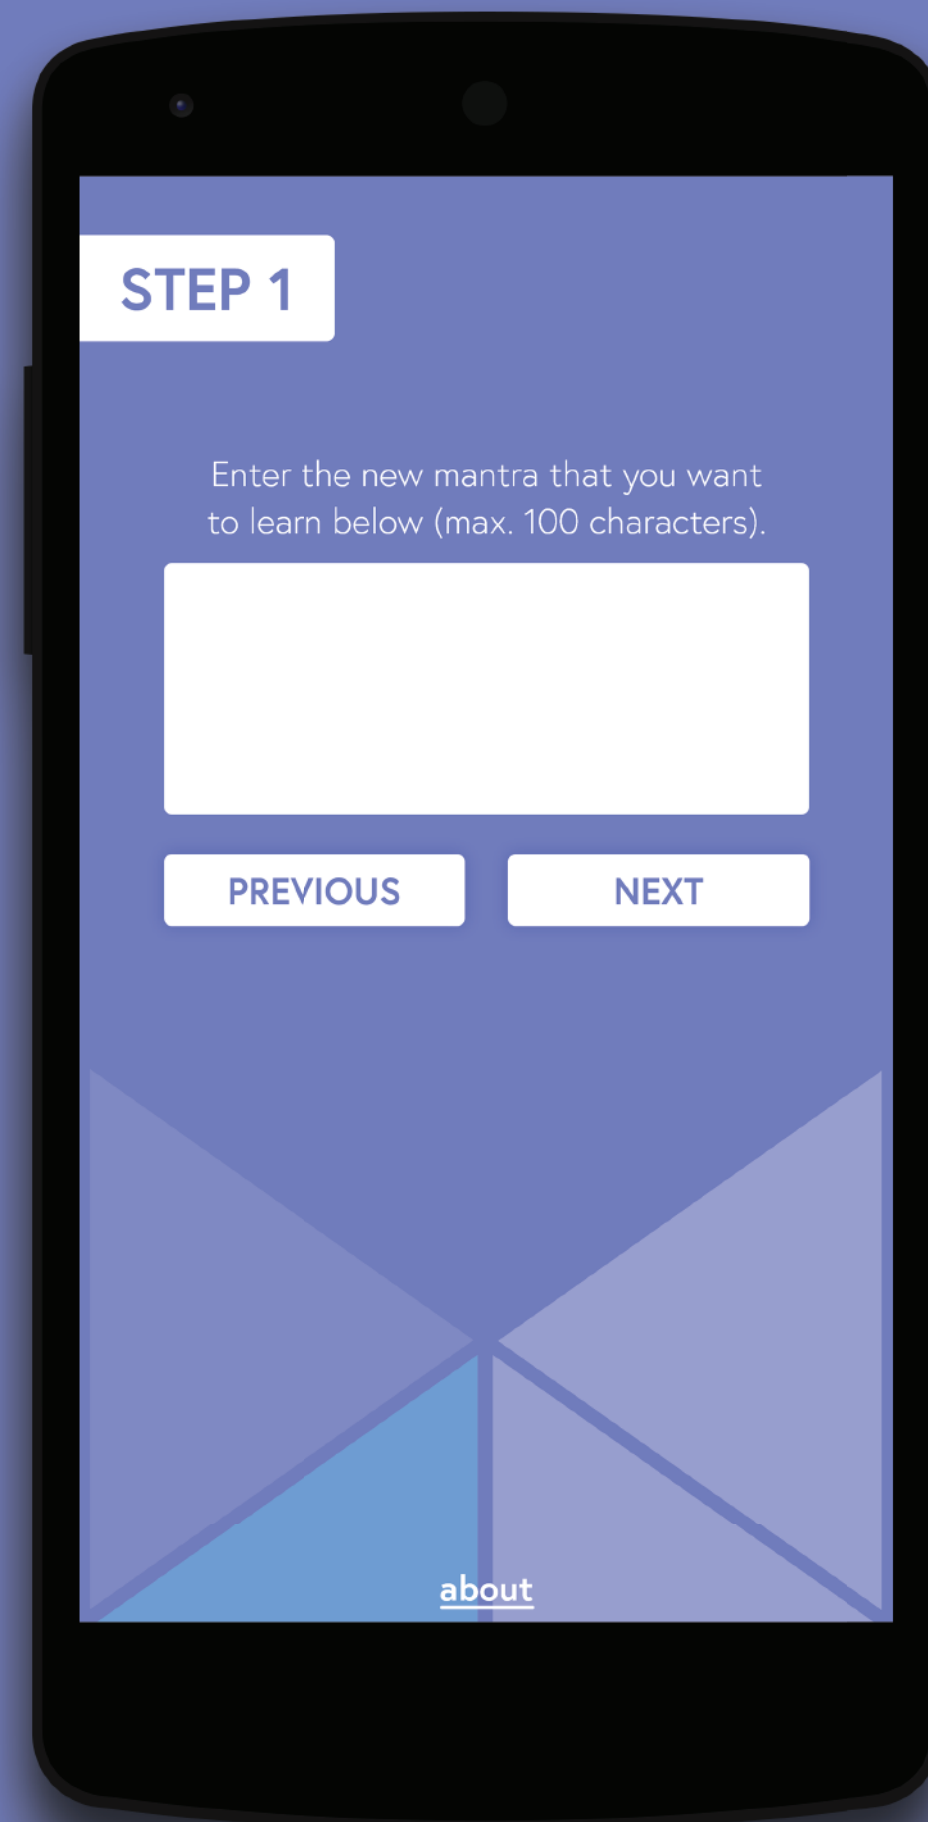 STEP 1
Enter the new mantra that you want
to learn below (max. 100 characters).
PREVIOUS
NEXT
about